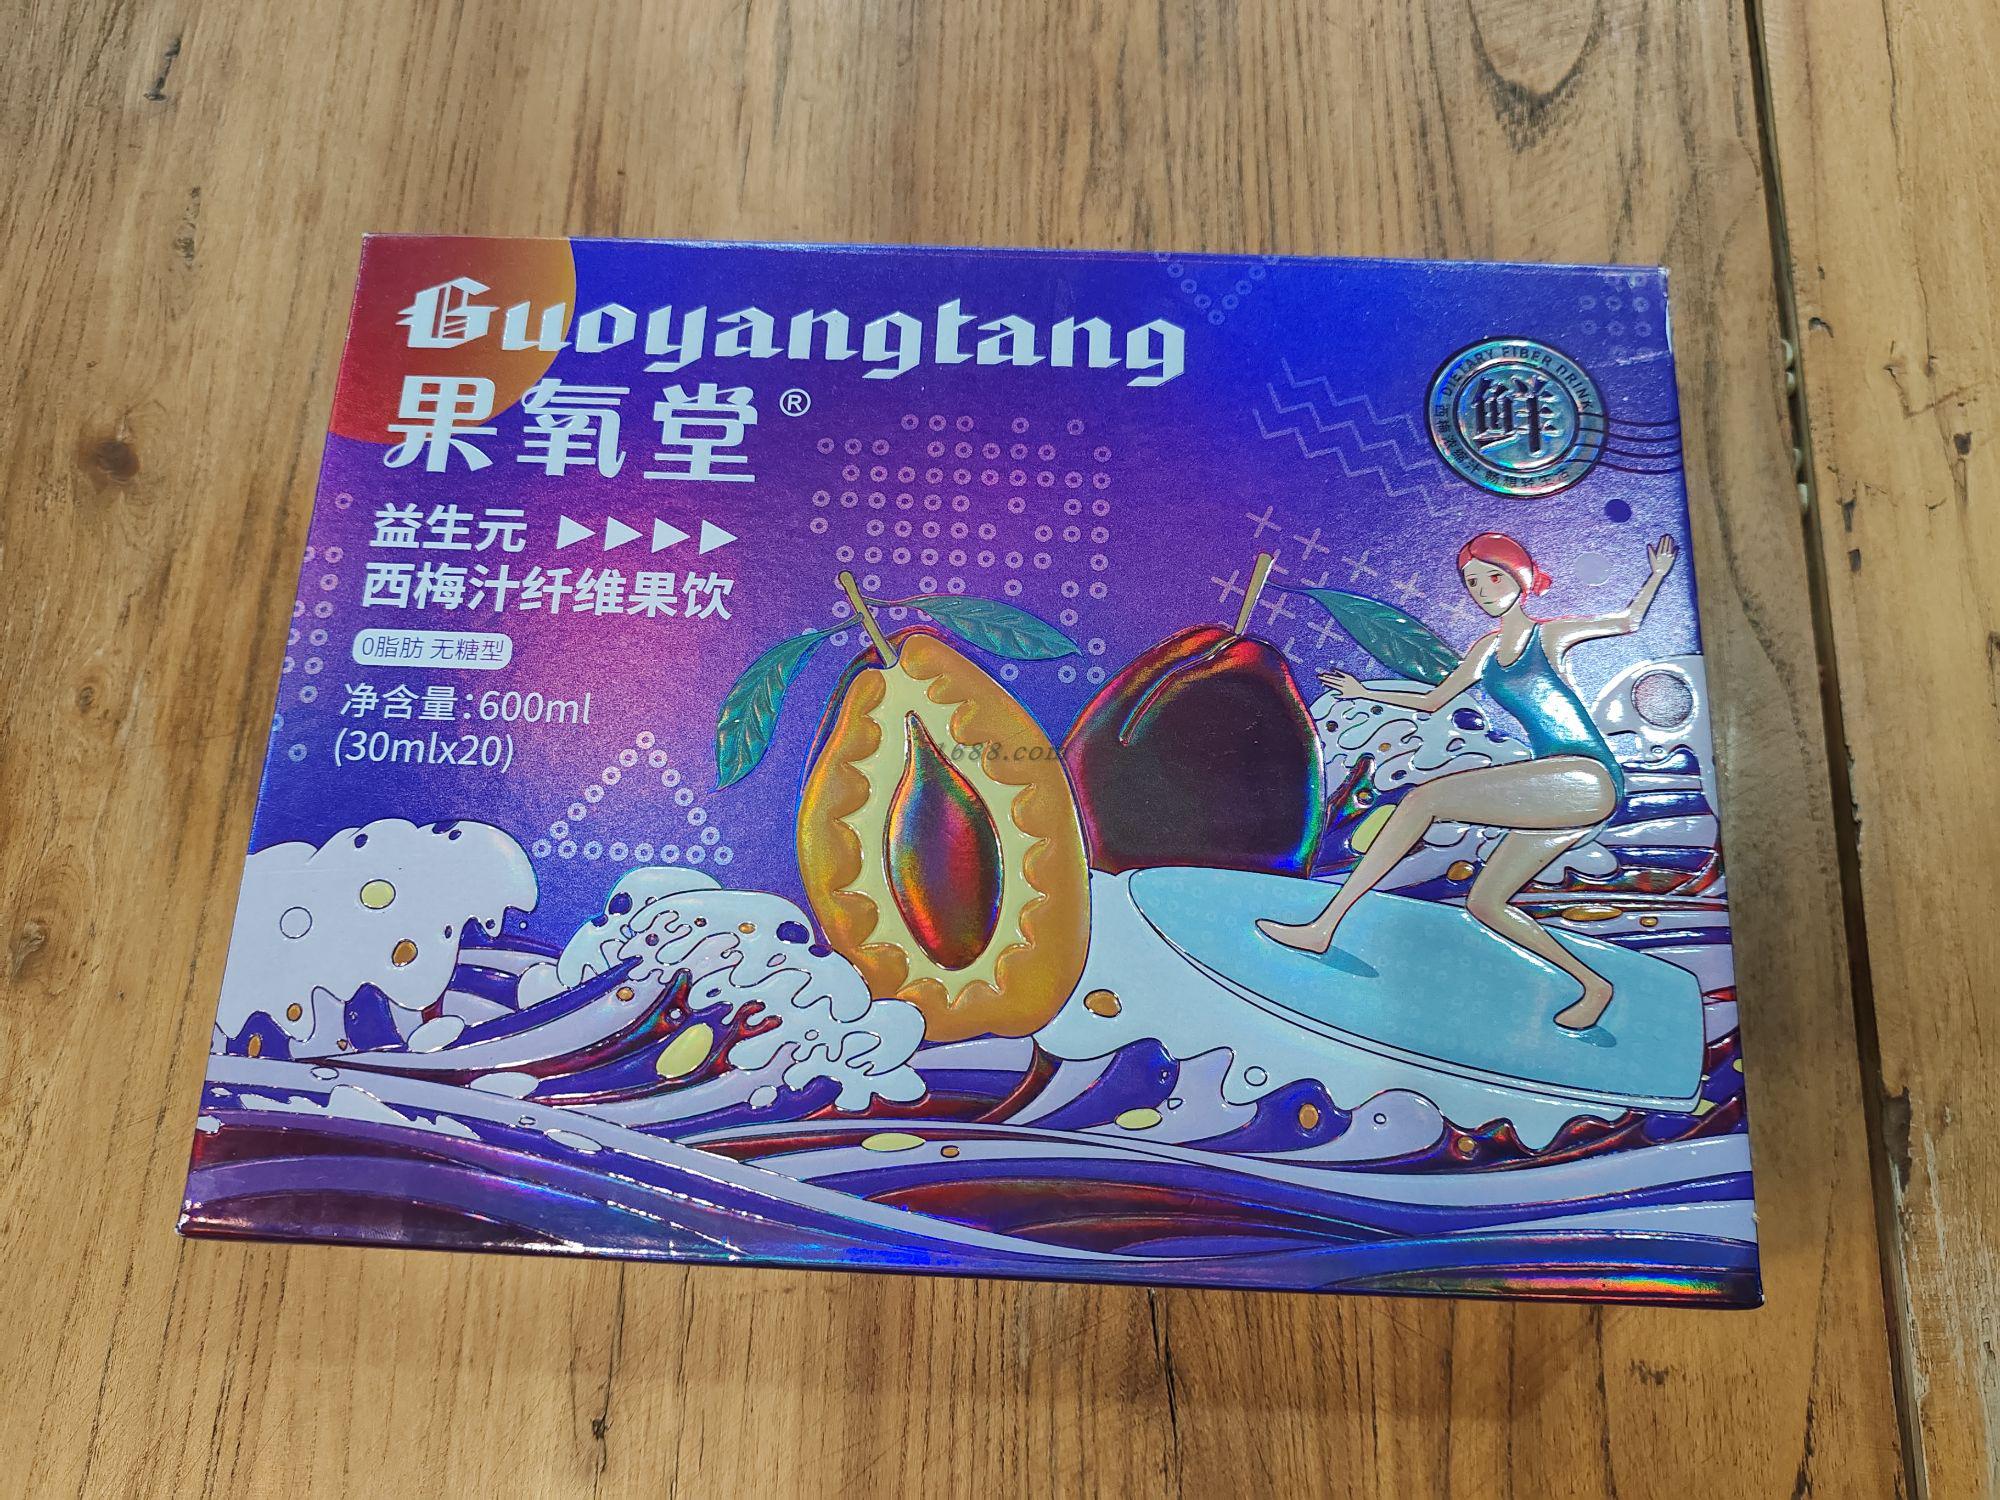 Guoyangtang
果氧堂®
益生元
西梅汁纤维果饮
0脂肪 无糖型
净含量:600ml
(30mlx20)
DIETARY FIBER DRINK
鲜
1688.com